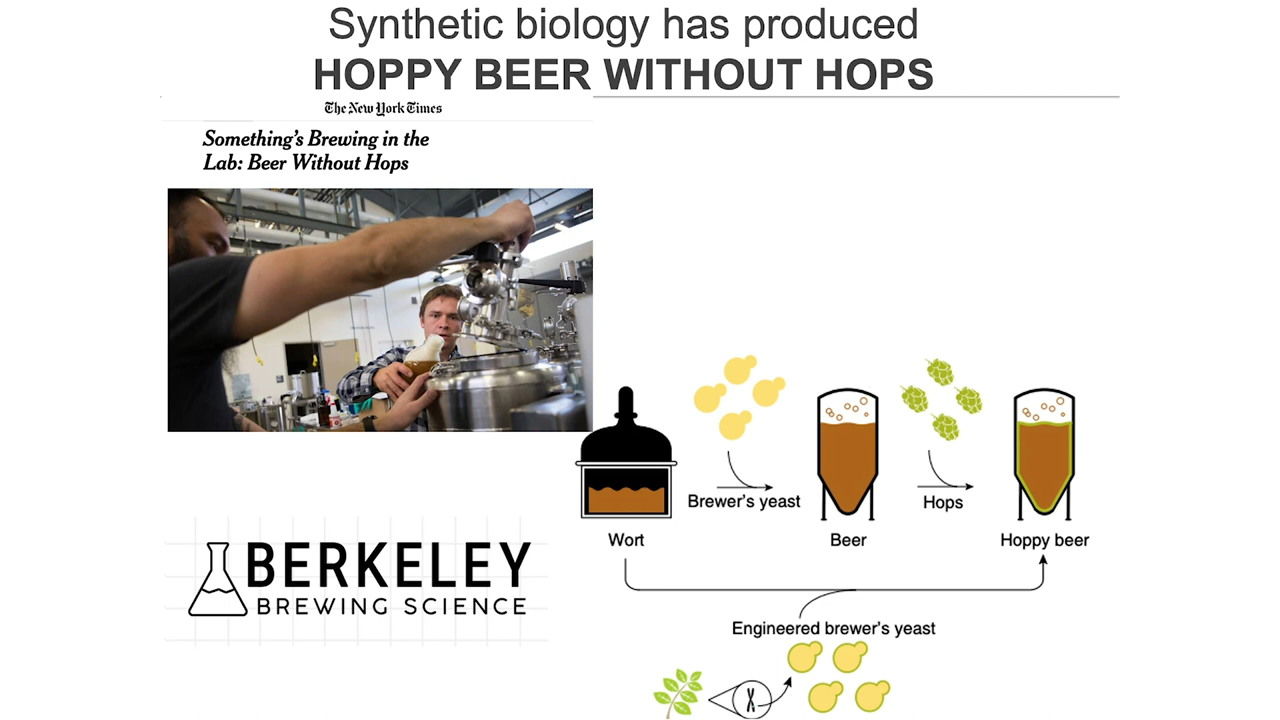 Synthetic biology has produced
HOPPY BEER WITHOUT HOPS
The New York Times
Something's Brewing in the
Lab: Beer Without Hops
Brewer's yeast
Hops
Wort
Beer
Hoppy beer
BERKELEY
BREWING SCIENCE
Engineered brewer's yeast